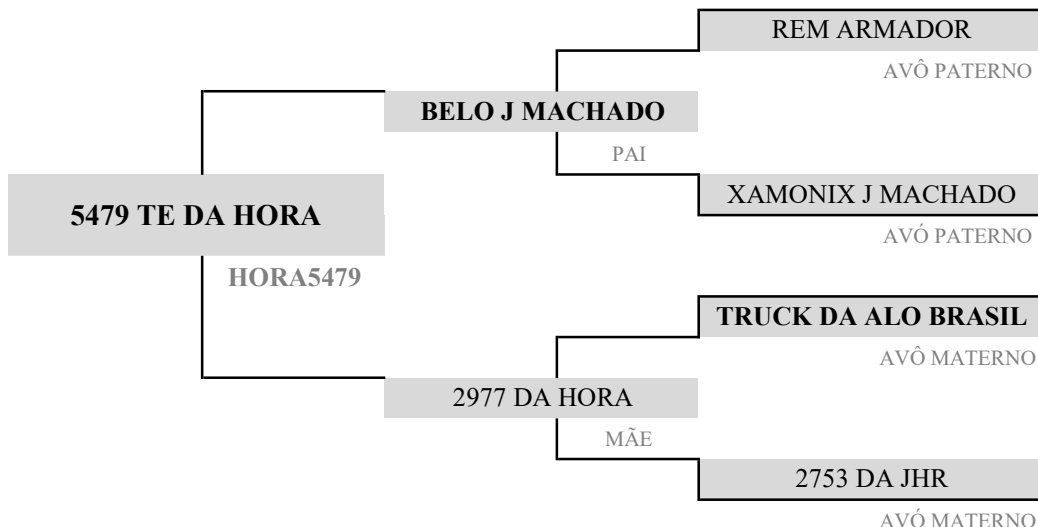 REM ARMADOR
AVÔ PATERNO
BELO J MACHADO
PAI
XAMONIX J MACHADO
AVÓ PATERNO
5479 TE DA HORA
HORA5479
TRUCK DA ALO BRASIL
AVÔ MATERNO
2977 DA HORA
MÃE
2753 DA JHR
AVÓ MATERNO